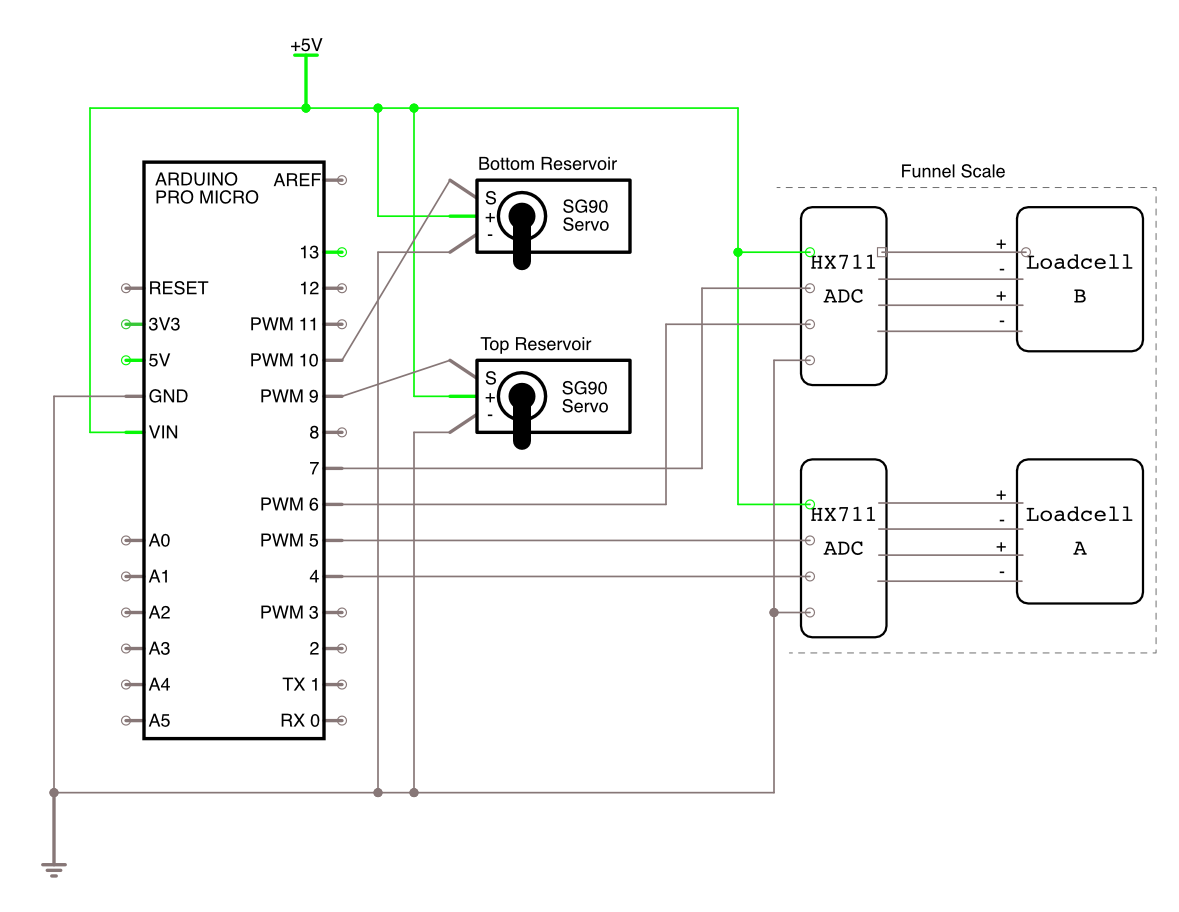 +5V
ARDUINO
PRO MICRO
AREF
13
RESET
12
3V3
PWM 11
5V
PWM 10
GND
PWM 9
VIN
8
7
PWM 6
A0
PWM 5
A1
4
A2
PWM 3
A3
2
A4
TX 1
A5
RX 0
Bottom Reservoir
S
+
-
SG90
Servo
Top Reservoir
S
+
-
SG90
Servo
Funnel Scale
HX711
ADC
+
-
+
-
Loadcell
B
HX711
ADC
+
-
+
-
Loadcell
A